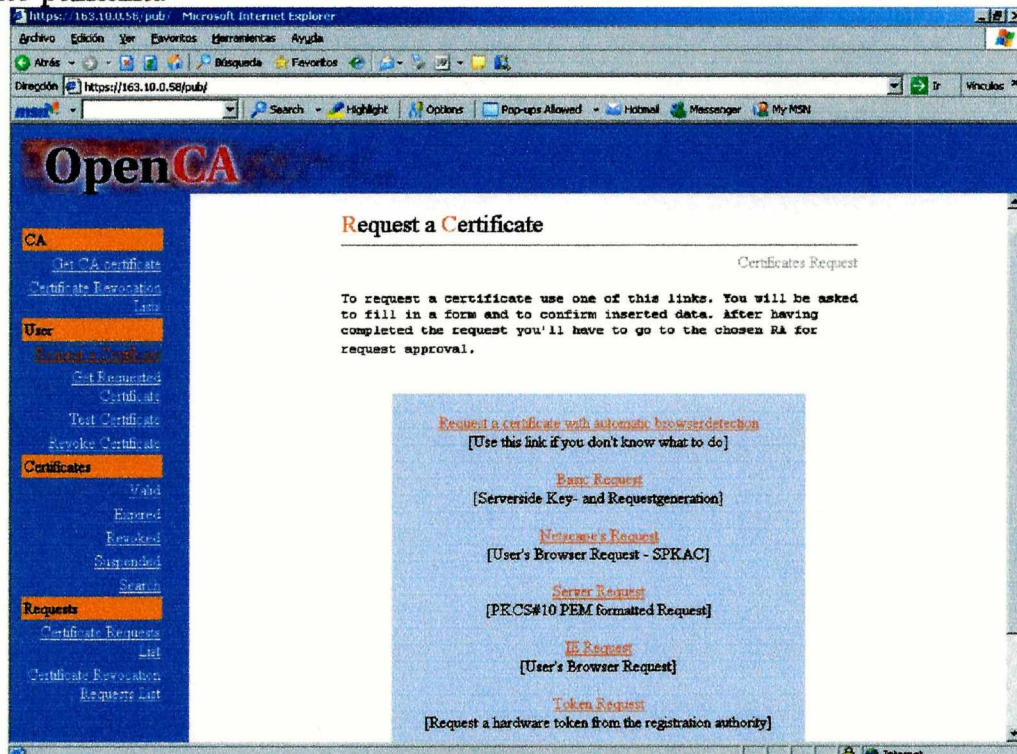 https://163.10.0.58/pub/ Microsoft Internet Explorer
Archivo Edición Ver Favoritos Herramientas Ayuda
Atrás Búsqueda Favoritos
Dirección https://163.10.0.58/pub/ Ir Vínculos
msn Search Highlight Options Pop-ups Allowed Hotmail Messenger My MSN
OpenCA
CA
Get CA certificate
Certificate Revocation
Lists
User
Request a Certificate
Get Requested
Certificate
Test Certificate
Revoke Certificate
Certificates
Valid
Expired
Revoked
Suspended
Search
Requests
Certificate Requests
List
Certificate Revocation
Requests List
Request a Certificate
Certificates Request
To request a certificate use one of this links. You will be asked
to fill in a form and to confirm inserted data. After having
completed the request you'll have to go to the chosen RA for
request approval.
Request a certificate with automatic browserdetection
[Use this link if you don't know what to do]
Basic Request
[Serverside Key- and Requestgeneration]
Netscape's Request
[User's Browser Request - SPKAC]
Server Request
[PKCS#10 PEM formatted Request]
IE Request
[User's Browser Request]
Token Request
[Request a hardware token from the registration authority]
Internet